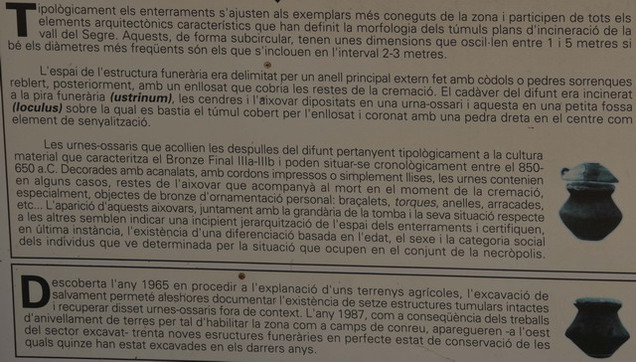 Tipològicament els enterraments s'ajusten als exemplars més coneguts de la zona i participen de tots els
elements arquitectònics característics que han definit la morfologia dels túmuls plans d'incineració de la
vall del Segre. Aquests, de forma subcircular, tenen unes dimensions que oscil·len entre 1 i 5 metres si
bé els diàmetres més freqüents són els que s'inclouen en l'interval 2-3 metres.
L'espai de l'estructura funerària era delimitat per un anell principal extern fet amb còdols o pedres sorrenques
reblert, posteriorment, amb un enllosat que cobria les restes de la cremació. El cadàver del difunt era incinerat
a la pira funerària (ustrinum), les cendres i l'aixovar dipositats en una urna-ossari i aquesta en una petita fossa
(loculus) sobre la qual es bastia el túmul cobert per l'enllosat i coronat amb una pedra dreta en el centre com
element de senyalització.
Les urnes-ossaris que acollien les despulles del difunt pertanyent tipològicament a la cultura
material que caracteritza el Bronze Final IIIa-IIIb i poden situar-se cronològicament entre el 850-
650 a.C. Decorades amb acanalats, amb cordons impressos o simplement llises, les urnes contenien
en alguns casos, restes de l'aixovar que acompanyà al mort en el moment de la cremació,
especialment, objectes de bronze d'ornamentació personal: braçalets, torques, anelles, arracades,
etc... L'aparició d'aquests aixovars, juntament amb la grandària de la tomba i la seva situació respecte
a les altres semblen indicar una incipient jerarquització de l'espai dels enterraments i certifiquen,
en última instància, l'existència d'una diferenciació basada en l'edat, el sexe i la categoria social
dels individus que ve determinada per la situació que ocupen en el conjunt de la necròpolis.
Descoberta l'any 1965 en procedir a l'explanació d'uns terrenys agrícoles, l'excavació de
salvament permeté aleshores documentar l'existència de setze estructures tumulars intactes
i recuperar disset urnes-ossaris fora de context. L'any 1987, com a conseqüència dels treballs
d'anivellament de terres per tal d'habilitar la zona com a camps de conreu, aparegueren -a l'oest
del sector excavat- trenta noves esructures funeràries en perfecte estat de conservació de les
quals quinze han estat excavades en els darrers anys.